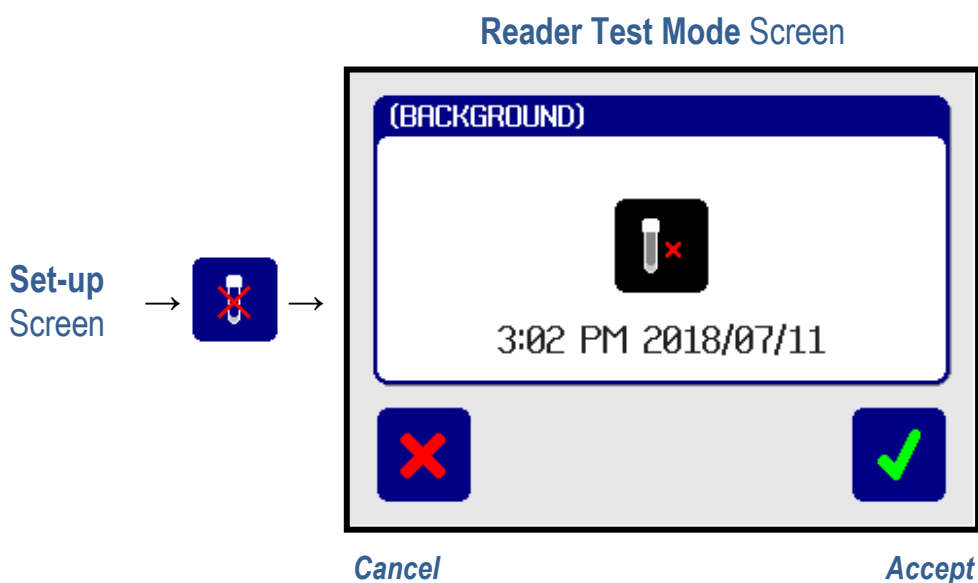 Reader Test Mode Screen
(BACKGROUND)
Set-up
Screen
→
→
3:02 PM 2018/07/11
Cancel
Accept